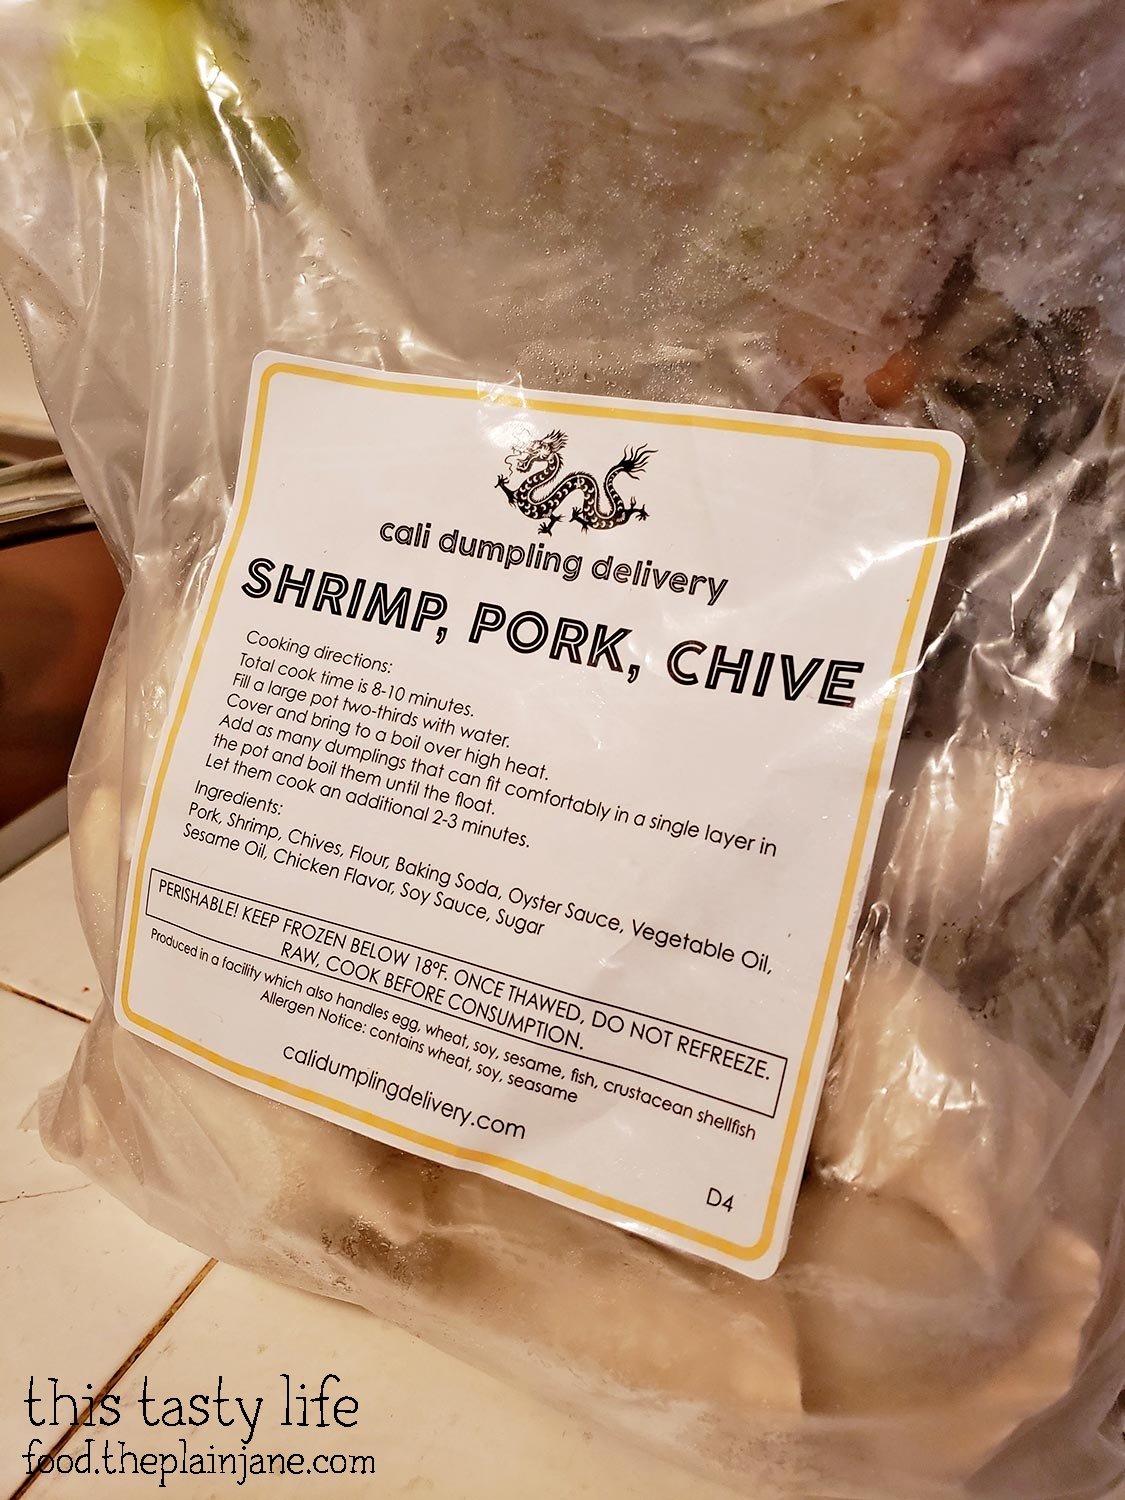 cali dumpling delivery
SHRIMP, PORK, CHIVE
Cooking directions:
Total cook time is 8-10 minutes.
Fill a large pot two-thirds with water.
Cover and bring to a boil over high heat.
Add as many dumplings that can fit comfortably in a single layer in
the pot and boil them until the float.
Let them cook an additional 2-3 minutes.
Ingredients:
Pork, Shrimp, Chives, Flour, Baking Soda, Oyster Sauce, Vegetable Oil,
Sesame Oil, Chicken Flavor, Soy Sauce, Sugar
PERISHABLE! KEEP FROZEN BELOW 18°F. ONCE THAWED, DO NOT REFREEZE.
RAW, COOK BEFORE CONSUMPTION.
Produced in a facility which also handles egg, wheat, soy, sesame, fish, crustacean shellfish
Allergen Notice: contains wheat, soy, seasame
calidumplingdelivery.com
D4
this tasty life
food.theplainjane.com